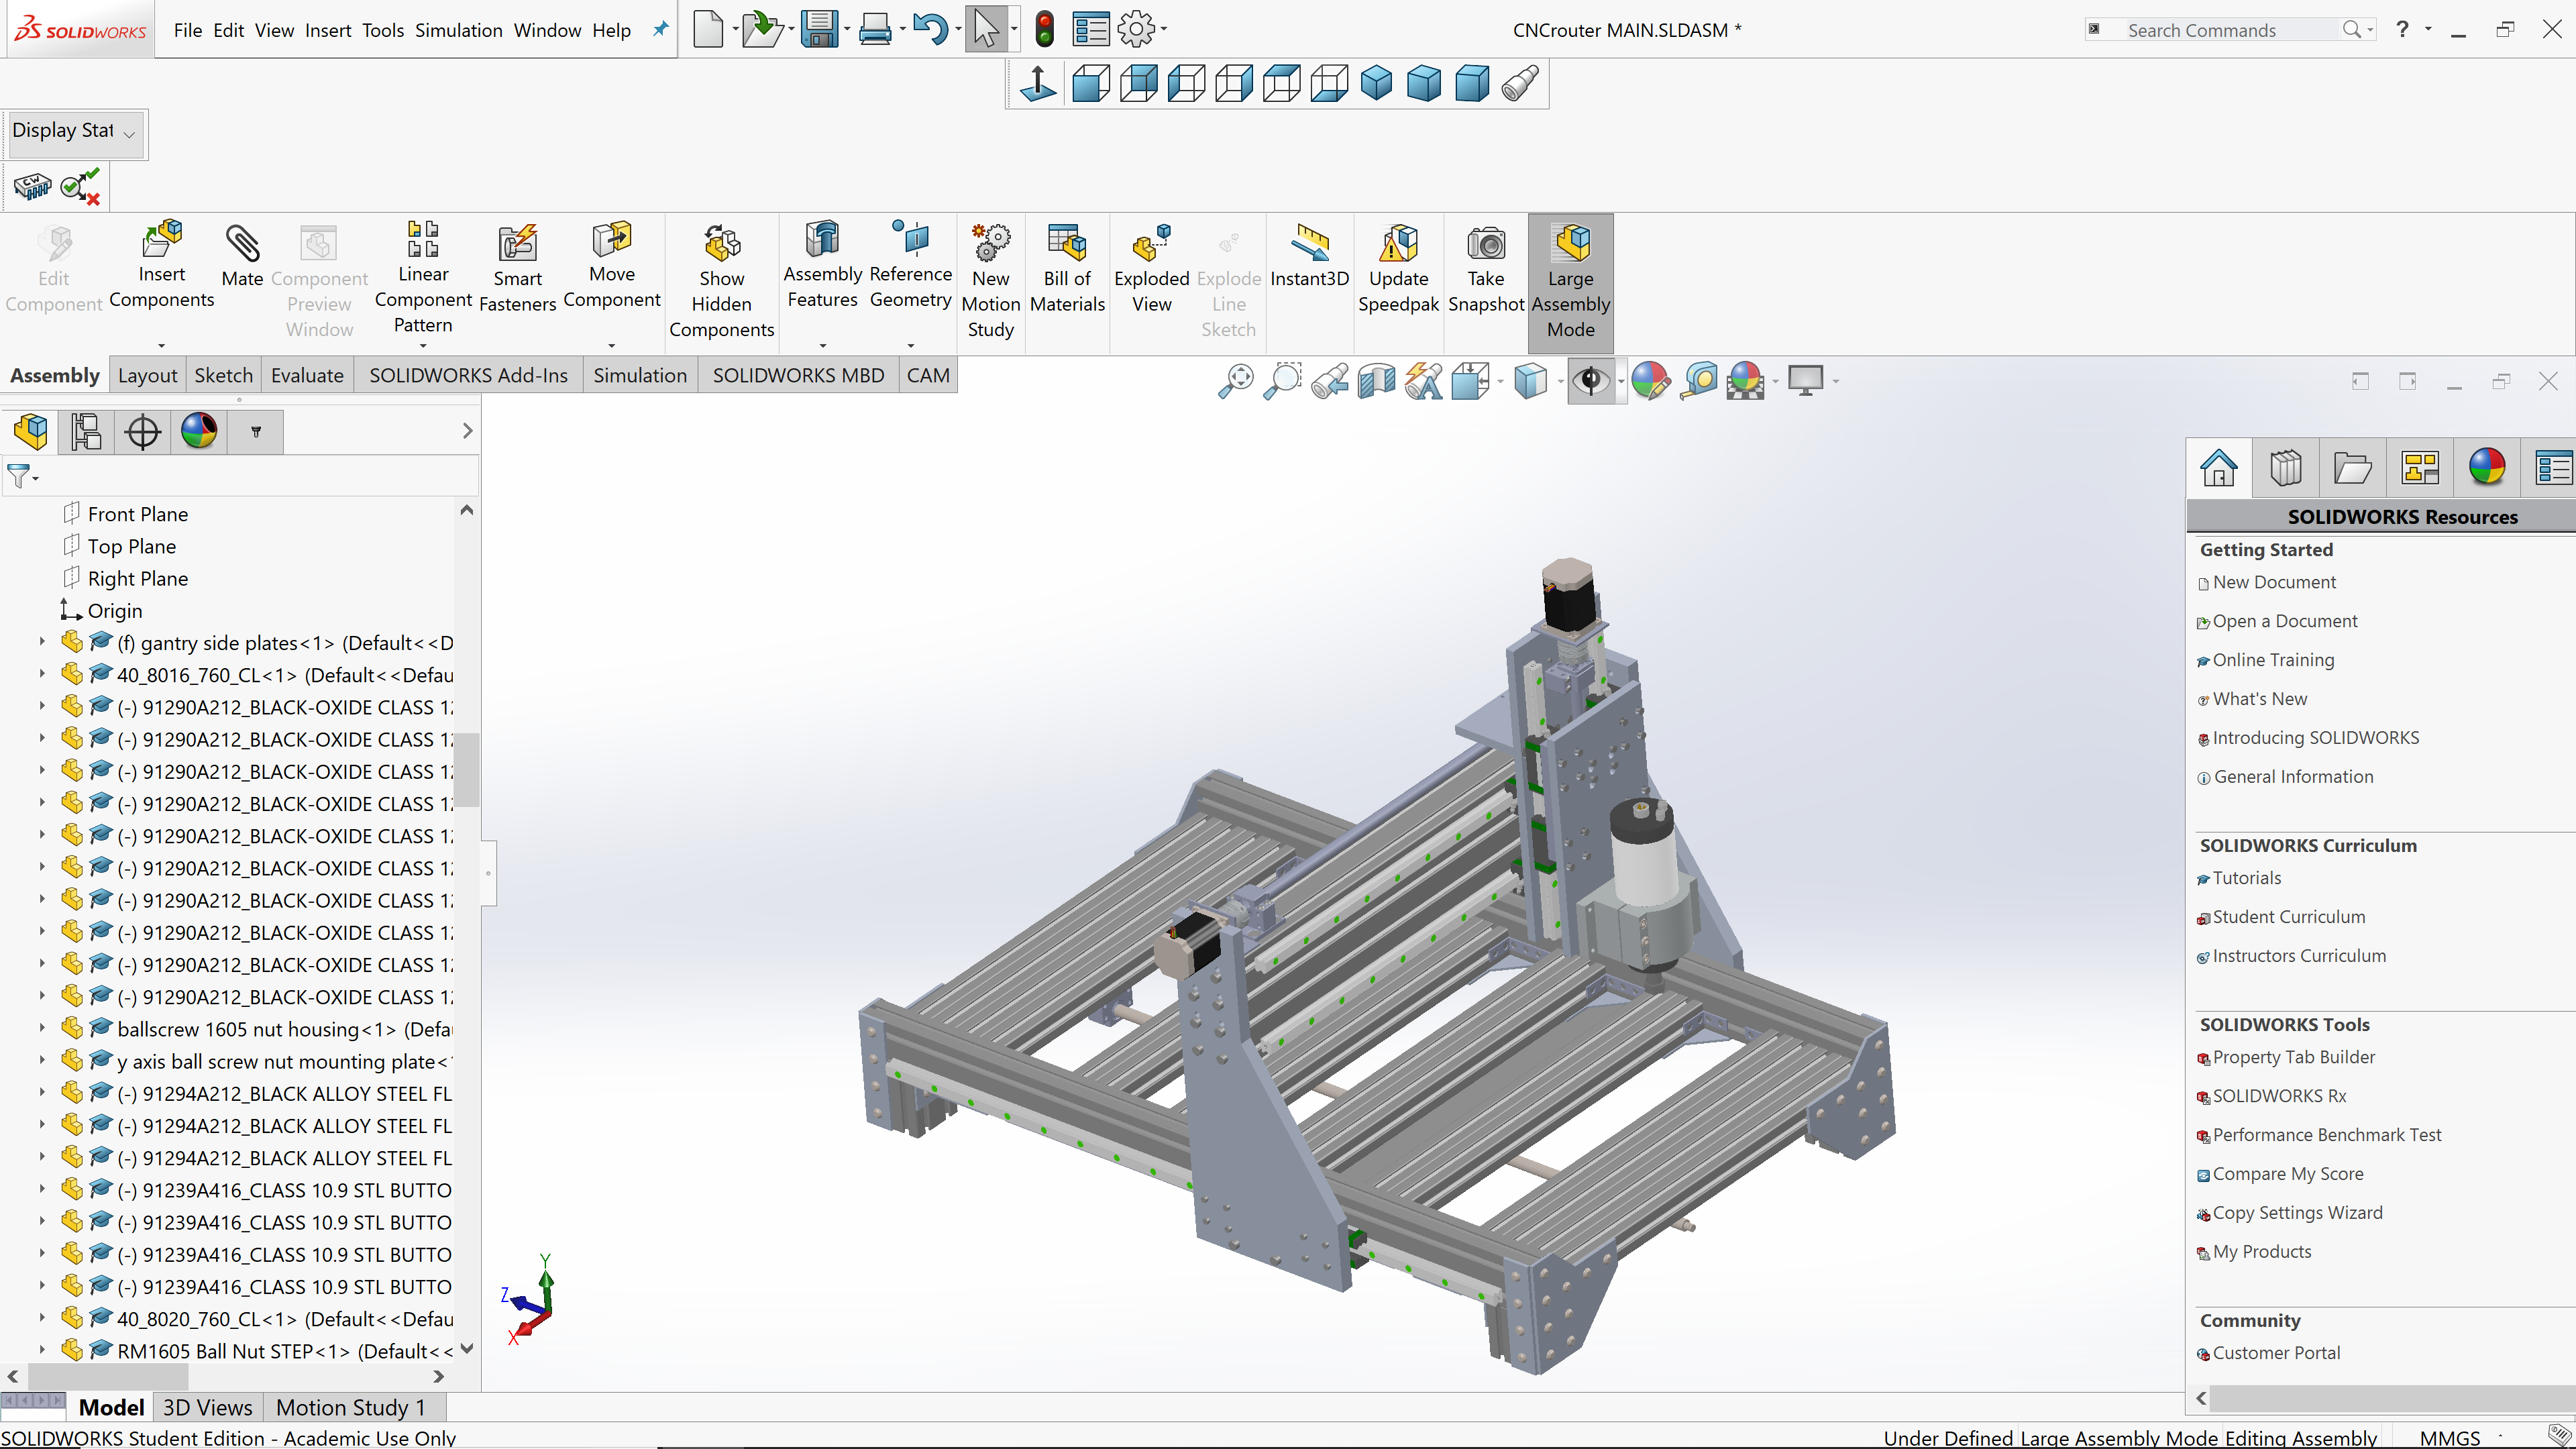 SOLIDWORKS
File Edit View Insert Tools Simulation Window Help
CNCrouter MAIN.SLDASM *
Search Commands
?
Display Stat
CW
Edit Component
Insert Components
Mate
Component Preview Window
Linear Component Pattern
Smart Fasteners
Move Component
Show Hidden Components
Assembly Features
Reference Geometry
New Motion Study
Bill of Materials
Exploded View
Explode Line Sketch
Instant3D
Update Speedpak
Take Snapshot
Large Assembly Mode
Assembly Layout Sketch Evaluate SOLIDWORKS Add-Ins Simulation SOLIDWORKS MBD CAM
Front Plane
Top Plane
Right Plane
Origin
(f) gantry side plates<1> (Default<<D
40_8016_760_CL<1> (Default<<Defau
(-) 91290A212_BLACK-OXIDE CLASS 12
(-) 91290A212_BLACK-OXIDE CLASS 12
(-) 91290A212_BLACK-OXIDE CLASS 12
(-) 91290A212_BLACK-OXIDE CLASS 12
(-) 91290A212_BLACK-OXIDE CLASS 12
(-) 91290A212_BLACK-OXIDE CLASS 12
(-) 91290A212_BLACK-OXIDE CLASS 12
(-) 91290A212_BLACK-OXIDE CLASS 12
(-) 91290A212_BLACK-OXIDE CLASS 12
(-) 91290A212_BLACK-OXIDE CLASS 12
ballscrew 1605 nut housing<1> (Defau
y axis ball screw nut mounting plate<1
(-) 91294A212_BLACK ALLOY STEEL FL
(-) 91294A212_BLACK ALLOY STEEL FL
(-) 91294A212_BLACK ALLOY STEEL FL
(-) 91239A416_CLASS 10.9 STL BUTTO
(-) 91239A416_CLASS 10.9 STL BUTTO
(-) 91239A416_CLASS 10.9 STL BUTTO
(-) 91239A416_CLASS 10.9 STL BUTTO
40_8020_760_CL<1> (Default<<Defau
RM1605 Ball Nut STEP<1> (Default<<
Y
Z
X
SOLIDWORKS Resources
Getting Started
New Document
Open a Document
Online Training
What's New
Introducing SOLIDWORKS
General Information
SOLIDWORKS Curriculum
Tutorials
Student Curriculum
Instructors Curriculum
SOLIDWORKS Tools
Property Tab Builder
SOLIDWORKS Rx
Performance Benchmark Test
Compare My Score
Copy Settings Wizard
My Products
Community
Customer Portal
Model 3D Views Motion Study 1
SOLIDWORKS Student Edition - Academic Use Only
Under Defined Large Assembly Mode Editing Assembly MMGS